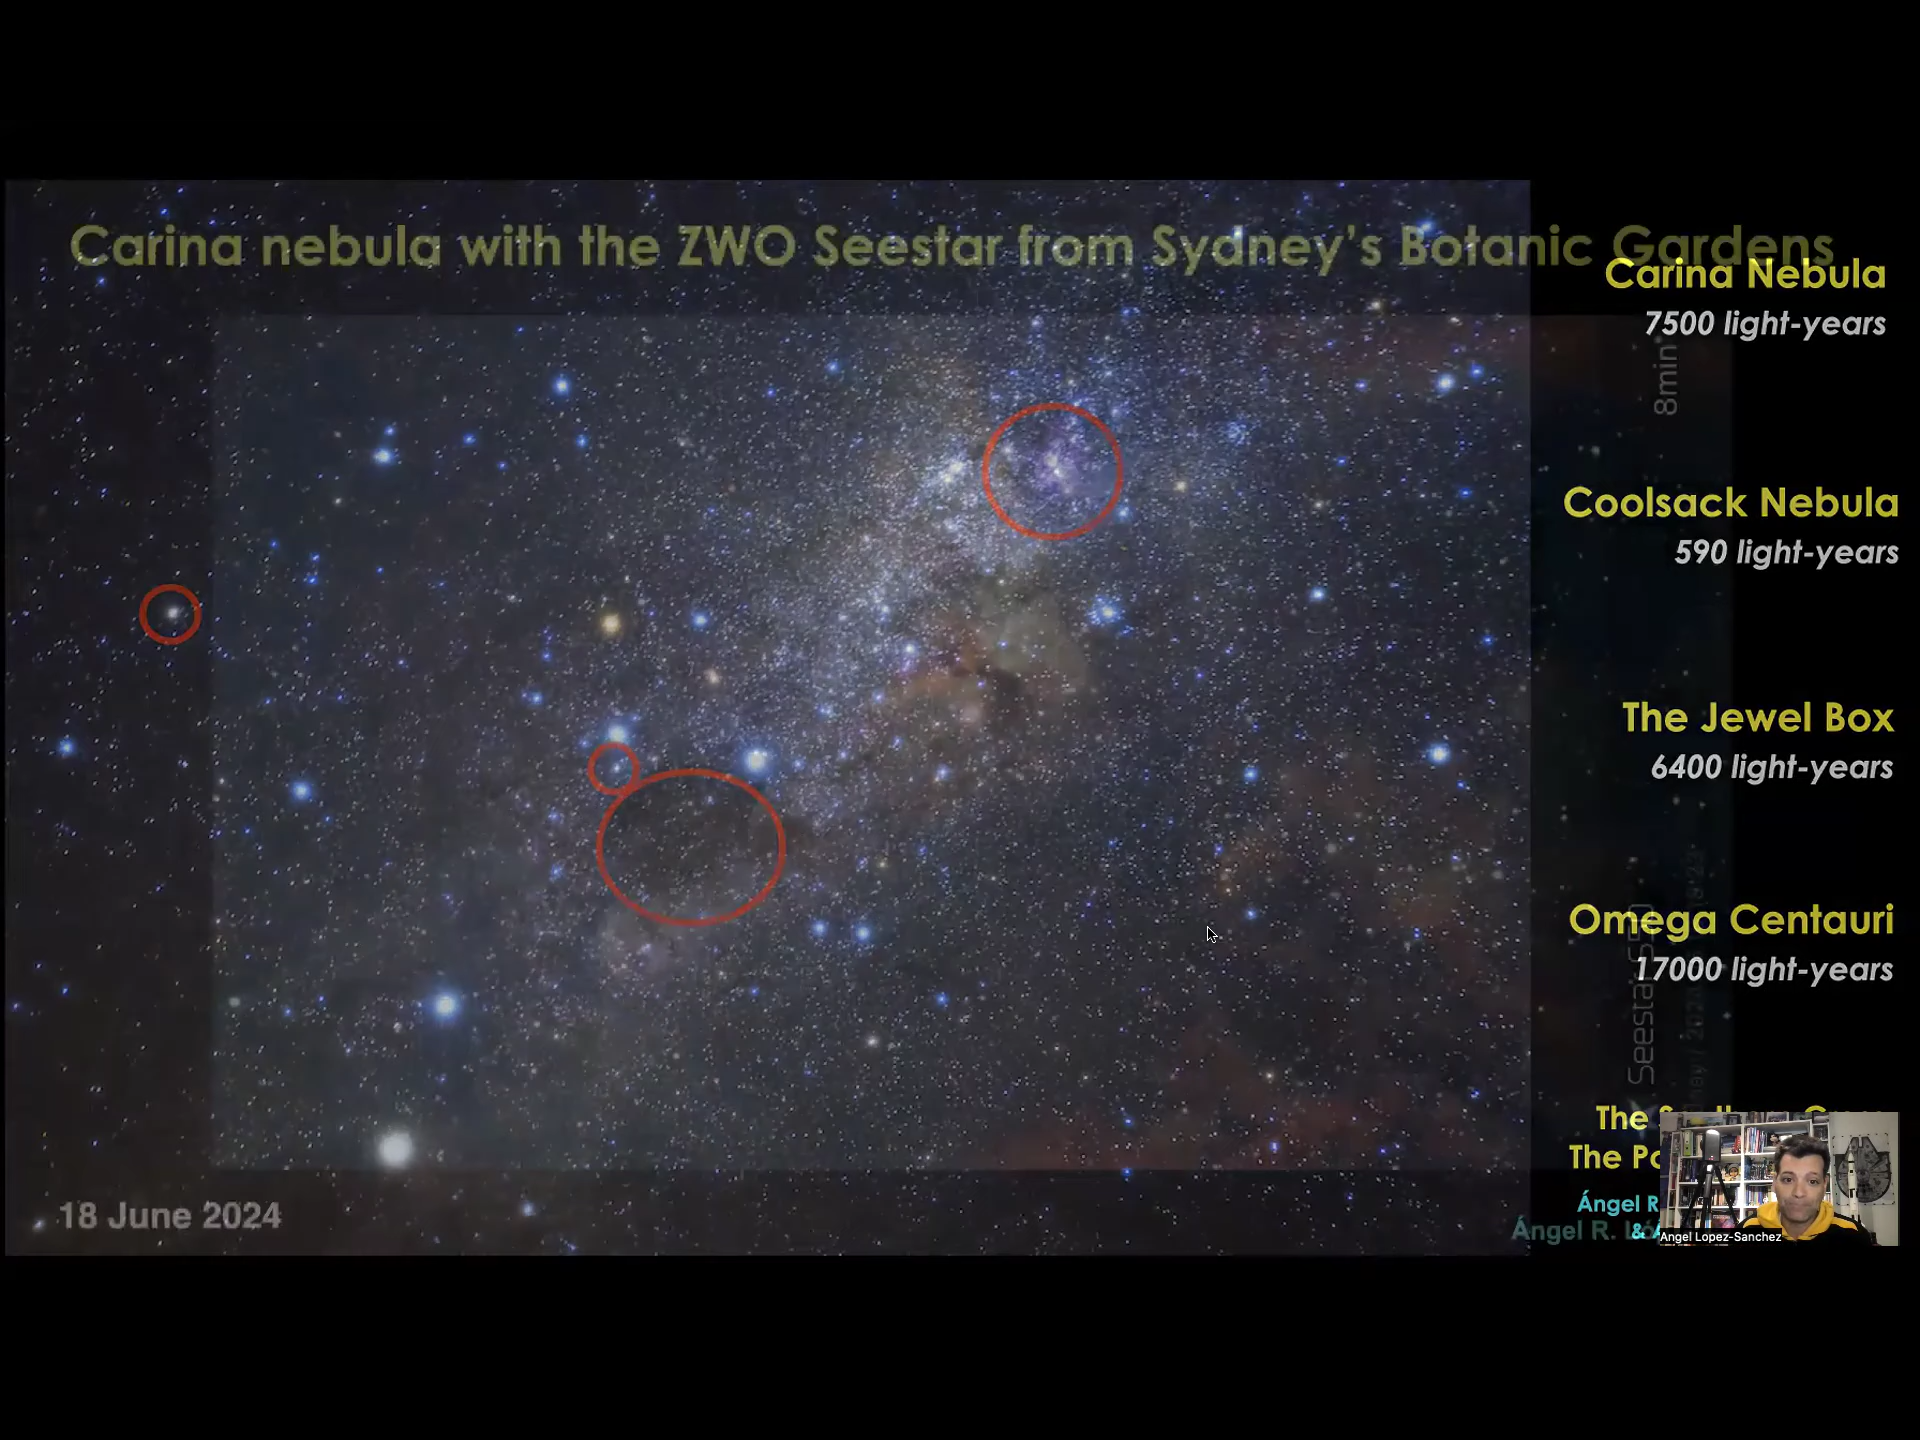 Carina nebula with the ZWO Seestar from Sydney's Botanic Gardens
Carina Nebula
7500 light-years
8min
Coolsack Nebula
590 light-years
The Jewel Box
6400 light-years
Omega Centauri
17000 light-years
Seestar S50
The
The
Ángel R.
&
Ángel R.
Angel Lopez-Sanchez
18 June 2024